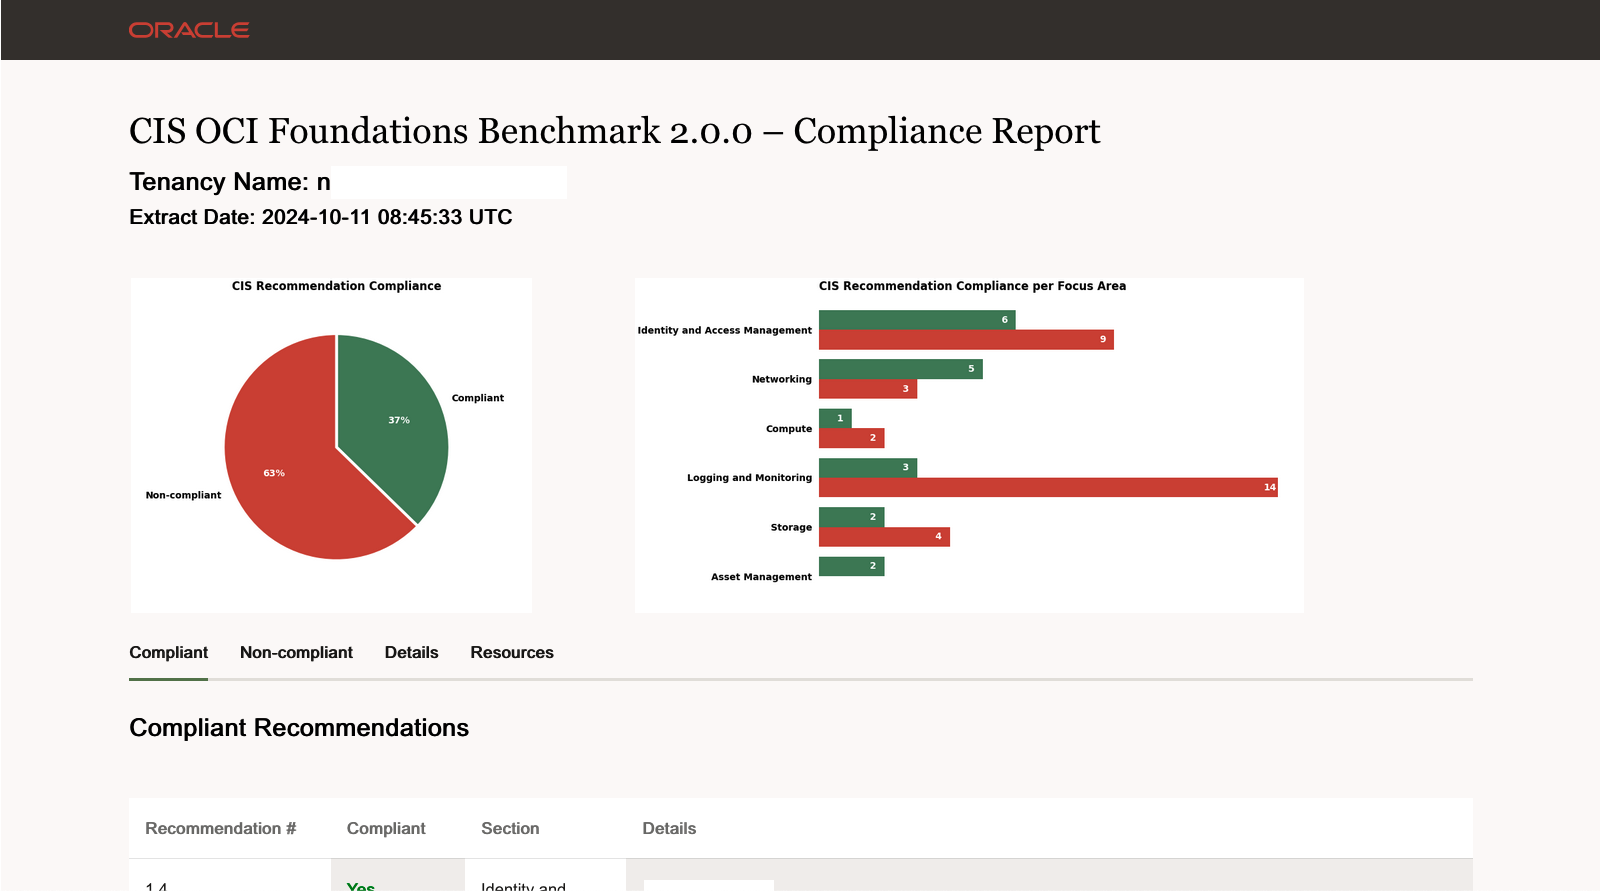 ORACLE
CIS OCI Foundations Benchmark 2.0.0 – Compliance Report
Tenancy Name: n
Extract Date: 2024-10-11 08:45:33 UTC
CIS Recommendation Compliance
Compliant
37%
63%
Non-compliant
CIS Recommendation Compliance per Focus Area
Identity and Access Management
6
9
Networking
5
3
Compute
1
2
Logging and Monitoring
3
14
Storage
2
4
Asset Management
2
Compliant Non-compliant Details Resources
Compliant Recommendations
Recommendation # Compliant Section Details
1.4 Yes Identity and